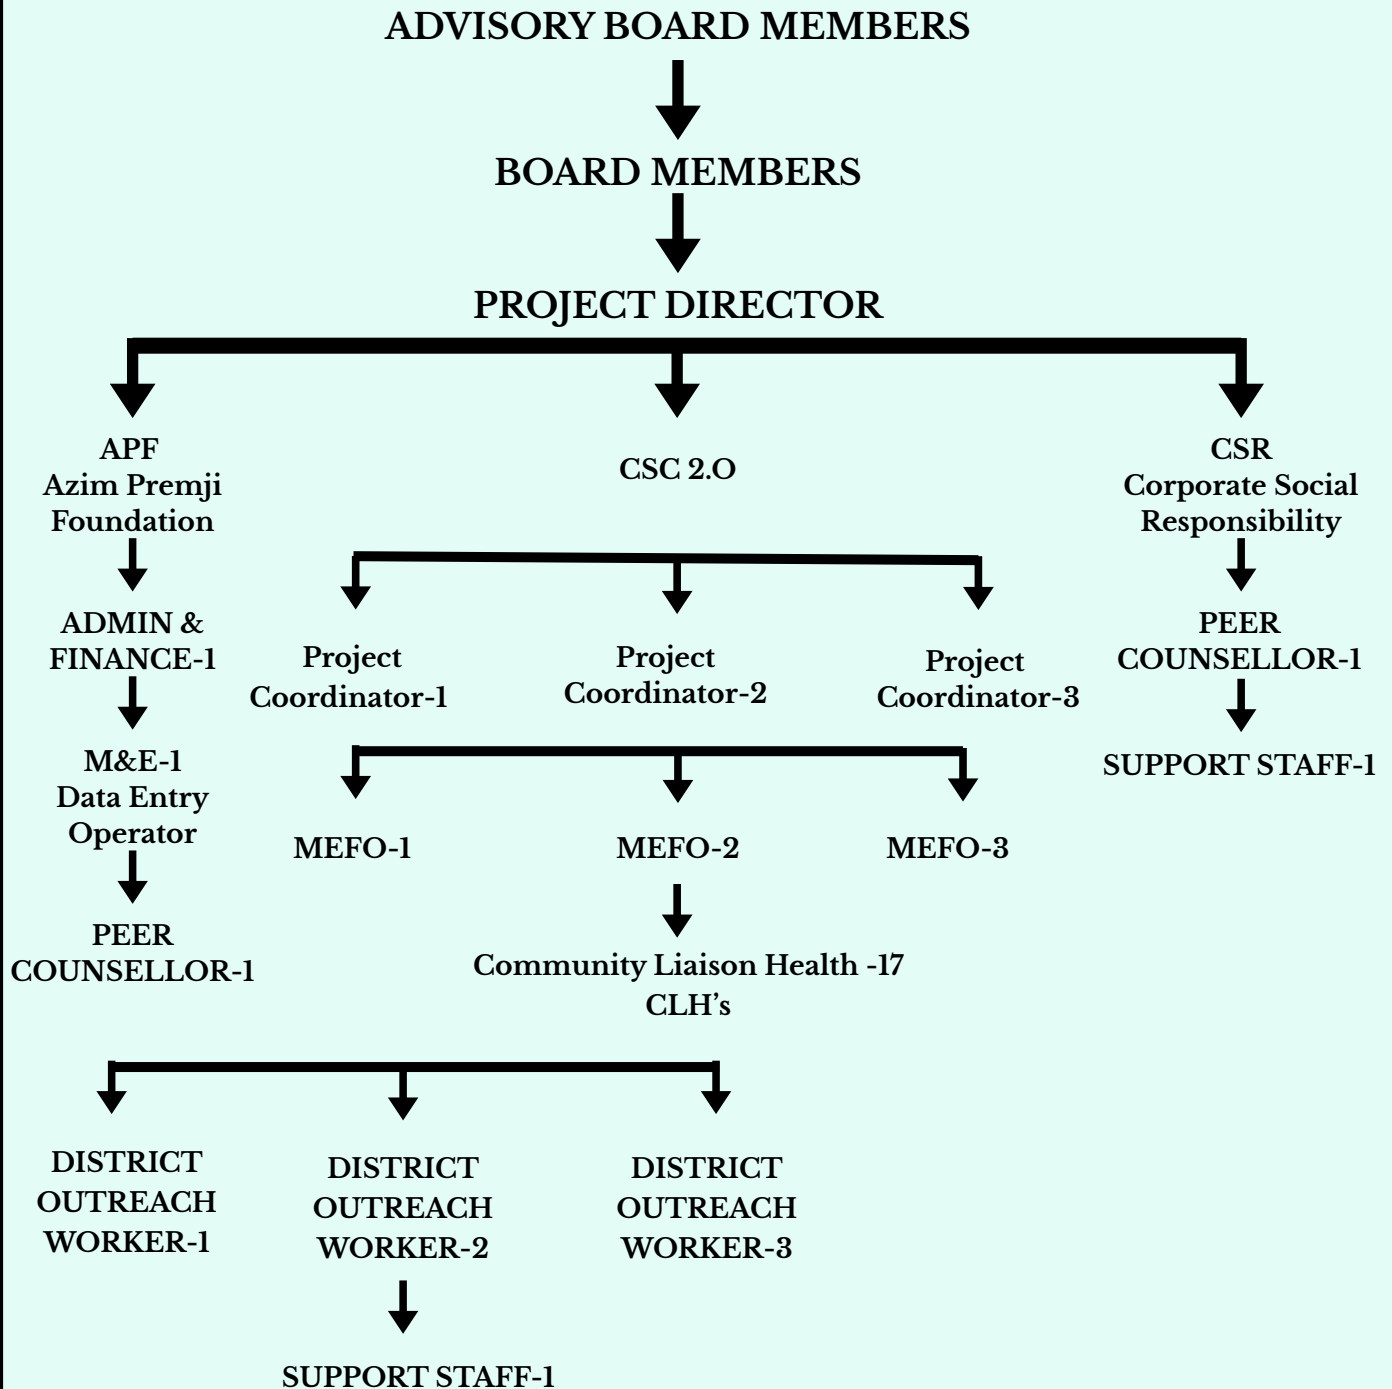 ADVISORY BOARD MEMBERS
BOARD MEMBERS
PROJECT DIRECTOR
APF
Azim Premji
Foundation
CSC 2.O
CSR
Corporate Social
Responsibility
ADMIN &
FINANCE-1
Project
Coordinator-1
Project
Coordinator-2
Project
Coordinator-3
PEER
COUNSELLOR-1
M&E-1
Data Entry
Operator
MEFO-1
MEFO-2
MEFO-3
SUPPORT STAFF-1
PEER
COUNSELLOR-1
Community Liaison Health -17
CLH’s
DISTRICT
OUTREACH
WORKER-1
DISTRICT
OUTREACH
WORKER-2
DISTRICT
OUTREACH
WORKER-3
SUPPORT STAFF-1